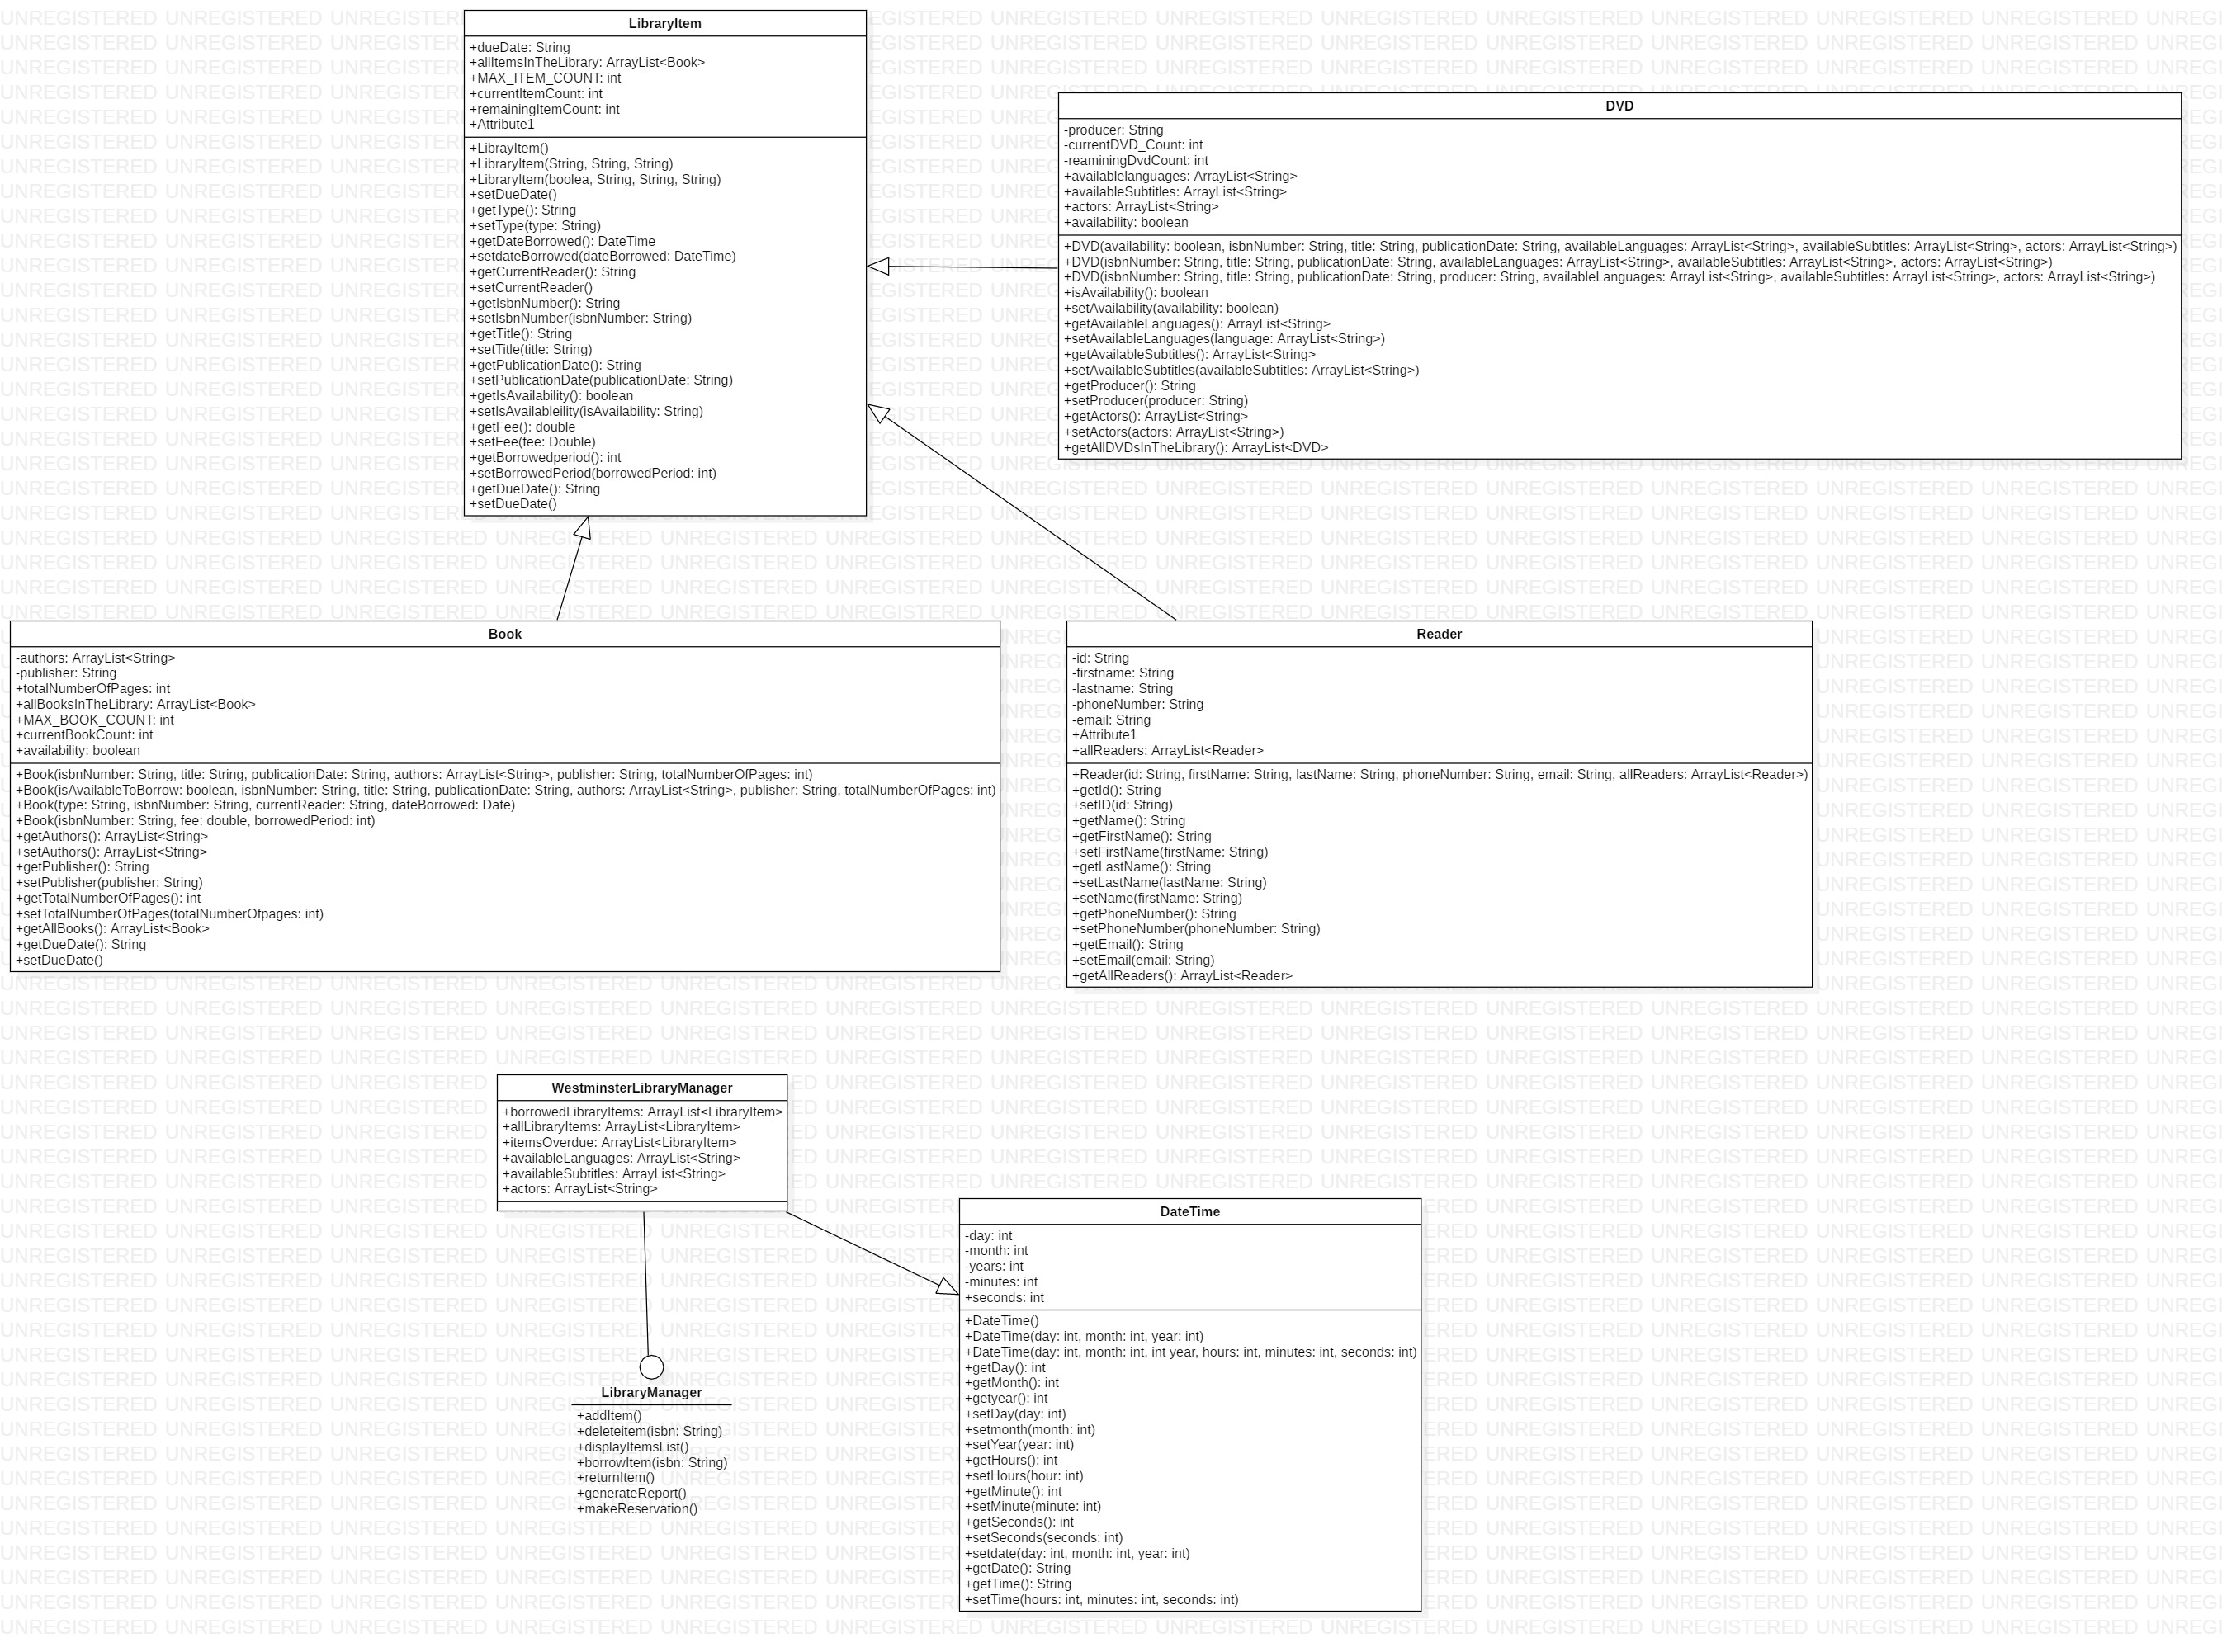 LibraryItem
+dueDate: String
+allItemsInTheLibrary: ArrayList<Book>
+MAX_ITEM_COUNT: int
+currentItemCount: int
+remainingItemCount: int
+Attribute1
+LibrayItem()
+LibraryItem(String, String, String)
+LibraryItem(boolea, String, String, String)
+setDueDate()
+getType(): String
+setType(type: String)
+getDateBorrowed(): DateTime
+setdateBorrowed(dateBorrowed: DateTime)
+getCurrentReader(): String
+setCurrentReader()
+getIsbnNumber(): String
+setIsbnNumber(isbnNumber: String)
+getTitle(): String
+setTitle(title: String)
+getPublicationDate(): String
+setPublicationDate(publicationDate: String)
+getIsAvailability(): boolean
+setIsAvailableility(isAvailability: String)
+getFee(): double
+setFee(fee: Double)
+getBorrowedperiod(): int
+setBorrowedPeriod(borrowedPeriod: int)
+getDueDate(): String
+setDueDate()
DVD
-producer: String
-currentDVD_Count: int
-reaminingDvdCount: int
+availablelanguages: ArrayList<String>
+availableSubtitles: ArrayList<String>
+actors: ArrayList<String>
+availability: boolean
+DVD(availability: boolean, isbnNumber: String, title: String, publicationDate: String, availableLanguages: ArrayList<String>, availableSubtitles: ArrayList<String>, actors: ArrayList<String>)
+DVD(isbnNumber: String, title: String, publicationDate: String, availableLanguages: ArrayList<String>, availableSubtitles: ArrayList<String>, actors: ArrayList<String>)
+DVD(isbnNumber: String, title: String, publicationDate: String, producer: String, availableLanguages: ArrayList<String>, availableSubtitles: ArrayList<String>, actors: ArrayList<String>)
+isAvailability(): boolean
+setAvailability(availability: boolean)
+getAvailableLanguages(): ArrayList<String>
+setAvailableLanguages(language: ArrayList<String>)
+getAvailableSubtitles(): ArrayList<String>
+setAvailableSubtitles(availableSubtitles: ArrayList<String>)
+getProducer(): String
+setProducer(producer: String)
+getActors(): ArrayList<String>
+setActors(actors: ArrayList<String>)
+getAllDVDsInTheLibrary(): ArrayList<DVD>
Book
-authors: ArrayList<String>
-publisher: String
+totalNumberOfPages: int
+allBooksInTheLibrary: ArrayList<Book>
+MAX_BOOK_COUNT: int
+currentBookCount: int
+availability: boolean
+Book(isbnNumber: String, title: String, publicationDate: String, authors: ArrayList<String>, publisher: String, totalNumberOfPages: int)
+Book(isAvailableToBorrow: boolean, isbnNumber: String, title: String, publicationDate: String, authors: ArrayList<String>, publisher: String, totalNumberOfPages: int)
+Book(type: String, isbnNumber: String, currentReader: String, dateBorrowed: Date)
+Book(isbnNumber: String, fee: double, borrowedPeriod: int)
+getAuthors(): ArrayList<String>
+setAuthors(): ArrayList<String>
+getPublisher(): String
+setPublisher(publisher: String)
+getTotalNumberOfPages(): int
+setTotalNumberOfPages(totalNumberOfpages: int)
+getAllBooks(): ArrayList<Book>
+getDueDate(): String
+setDueDate()
Reader
-id: String
-firstname: String
-lastname: String
-phoneNumber: String
-email: String
+Attribute1
+allReaders: ArrayList<Reader>
+Reader(id: String, firstName: String, lastName: String, phoneNumber: String, email: String, allReaders: ArrayList<Reader>)
+getId(): String
+setID(id: String)
+getName(): String
+getFirstName(): String
+setFirstName(firstName: String)
+getLastName(): String
+setLastName(lastName: String)
+setName(firstName: String)
+getPhoneNumber(): String
+setPhoneNumber(phoneNumber: String)
+getEmail(): String
+setEmail(email: String)
+getAllReaders(): ArrayList<Reader>
WestminsterLibraryManager
+borrowedLibraryItems: ArrayList<LibraryItem>
+allLibraryItems: ArrayList<LibraryItem>
+itemsOverdue: ArrayList<LibraryItem>
+availableLanguages: ArrayList<String>
+availableSubtitles: ArrayList<String>
+actors: ArrayList<String>
LibraryManager
+addItem()
+deleteitem(isbn: String)
+displayItemsList()
+borrowItem(isbn: String)
+returnItem()
+generateReport()
+makeReservation()
DateTime
-day: int
-month: int
-years: int
-minutes: int
+seconds: int
+DateTime()
+DateTime(day: int, month: int, year: int)
+DateTime(day: int, month: int, int year, hours: int, minutes: int, seconds: int)
+getDay(): int
+getMonth(): int
+getyear(): int
+setDay(day: int)
+setmonth(month: int)
+setYear(year: int)
+getHours(): int
+setHours(hour: int)
+getMinute(): int
+setMinute(minute: int)
+getSeconds(): int
+setSeconds(seconds: int)
+setdate(day: int, month: int, year: int)
+getDate(): String
+getTime(): String
+setTime(hours: int, minutes: int, seconds: int)
UNREGISTERED